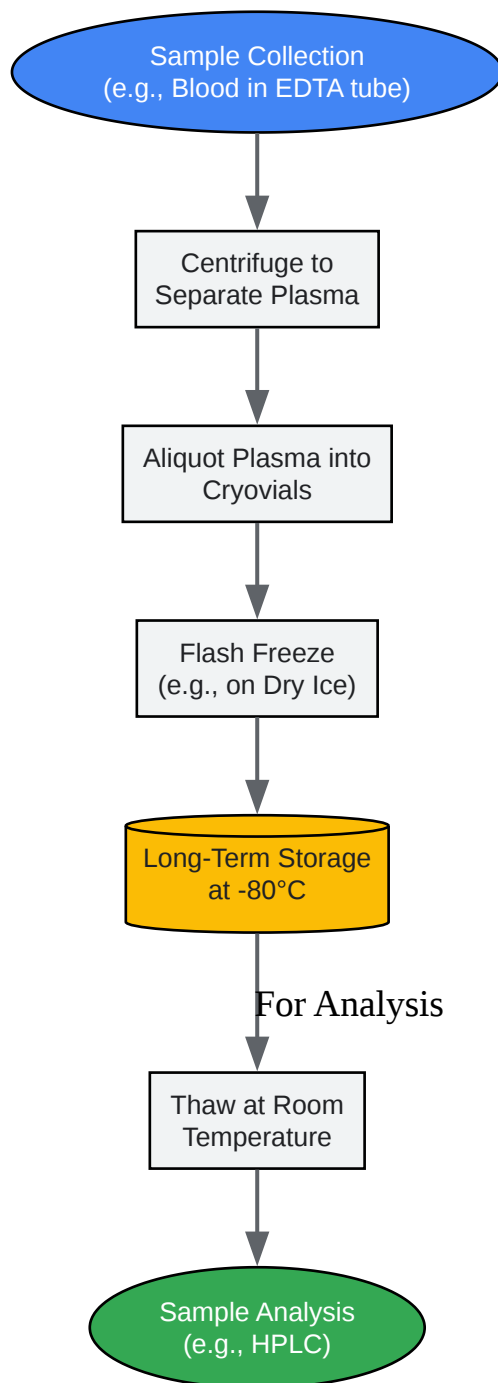 Sample Collection
(e.g., Blood in EDTA tube)
Centrifuge to
Separate Plasma
Aliquot Plasma into
Cryovials
Flash Freeze
(e.g., on Dry Ice)
Long-Term Storage
at -80°C
For Analysis
Thaw at Room
Temperature
Sample Analysis
(e.g., HPLC)